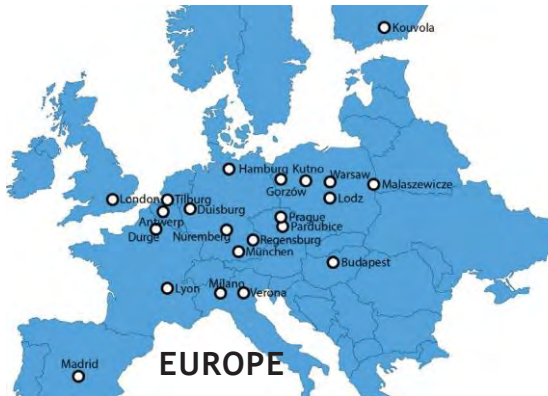 Kouvola
Hamburg
Kutno
Warsaw
Gorzów
Malaszewicze
London
Tilburg
Lodz
Duisburg
Antwerp
Prague
Durge
Nuremberg
Pardubice
Regensburg
München
Budapest
Lyon
Milano
Verona
Madrid
EUROPE